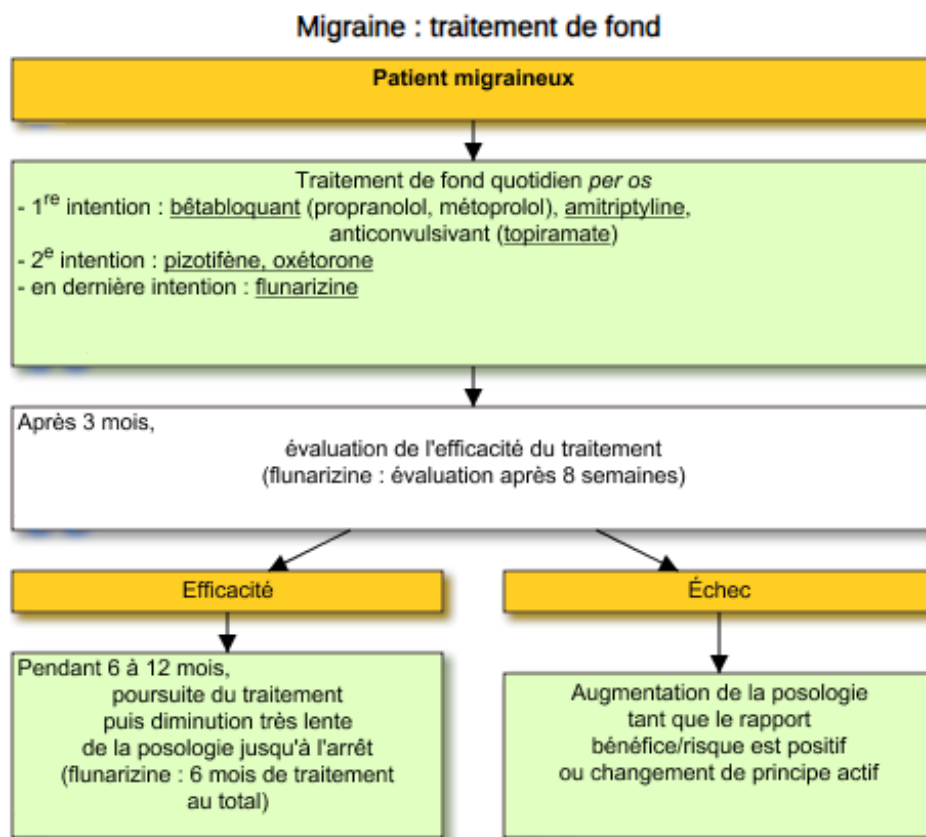 Migraine : traitement de fond
Patient migraineux
Traitement de fond quotidien per os
- 1re intention : bêtabloquant (propranolol, métoprolol), amitriptyline,
anticonvulsivant (topiramate)
- 2e intention : pizotifène, oxétorone
- en dernière intention : flunarizine
Après 3 mois,
évaluation de l'efficacité du traitement
(flunarizine : évaluation après 8 semaines)
Efficacité
Pendant 6 à 12 mois,
poursuite du traitement
puis diminution très lente
de la posologie jusqu'à l'arrêt
(flunarizine : 6 mois de traitement
au total)
Échec
Augmentation de la posologie
tant que le rapport
bénéfice/risque est positif
ou changement de principe actif